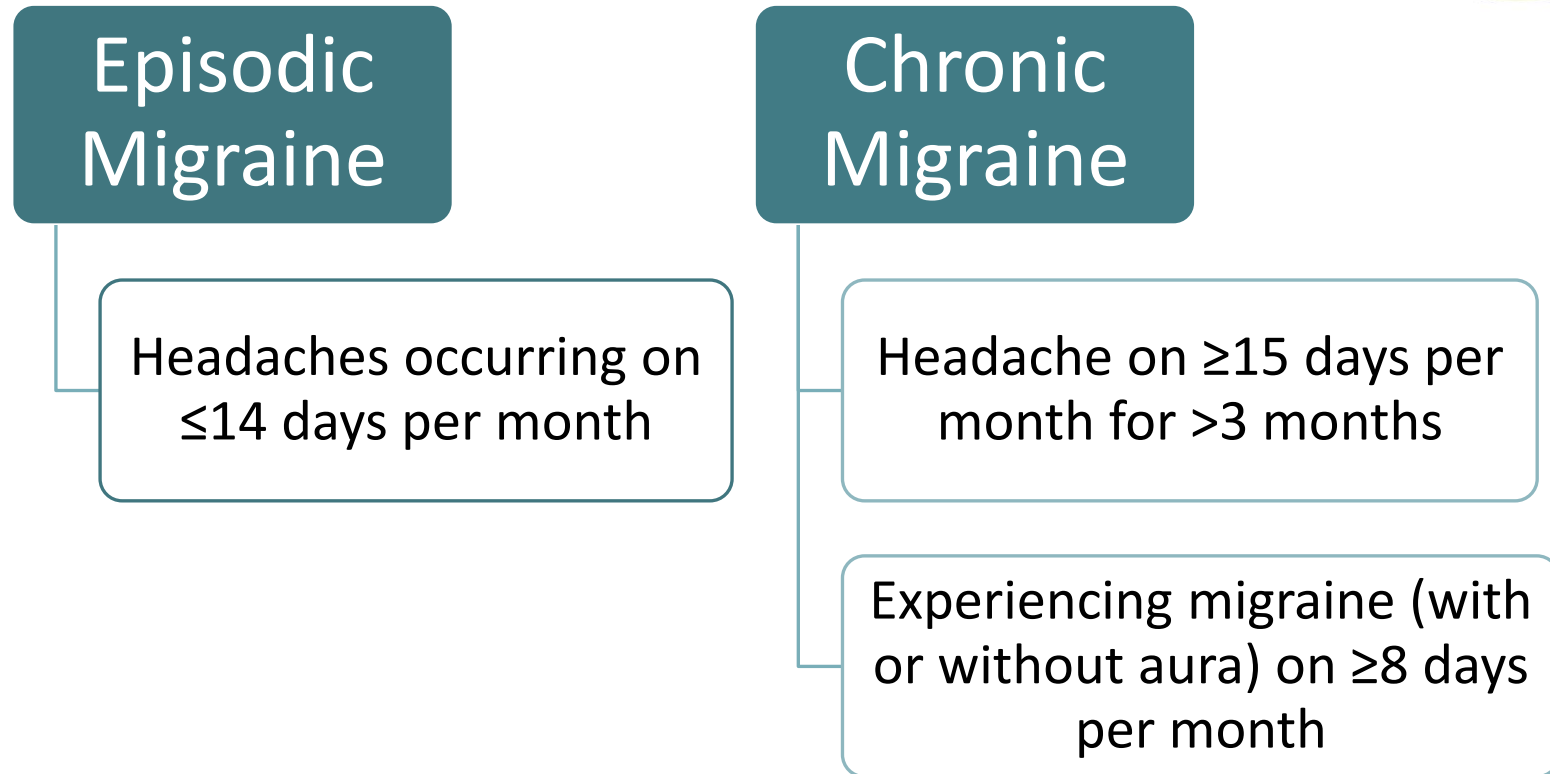 Episodic
Migraine
Headaches occurring on
≤14 days per month
Chronic
Migraine
Headache on ≥15 days per
month for >3 months
Experiencing migraine (with
or without aura) on ≥8 days
per month